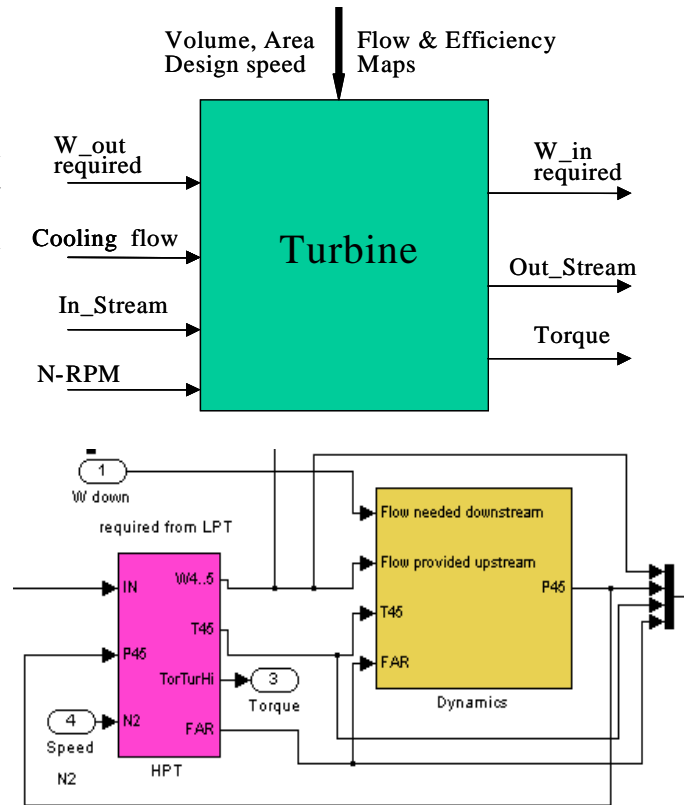 Volume, Area
Design speed
Flow & Efficiency
Maps
W_out
required
Cooling flow
In_Stream
N-RPM
Turbine
W_in
required
Out_Stream
Torque
1
W down
required from LPT
IN
P45
N2
W4..5
T45
TorTurHi
FAR
HPT
4
Speed
N2
3
Torque
Flow needed downstream
Flow provided upstream
T45
FAR
P45
Dynamics